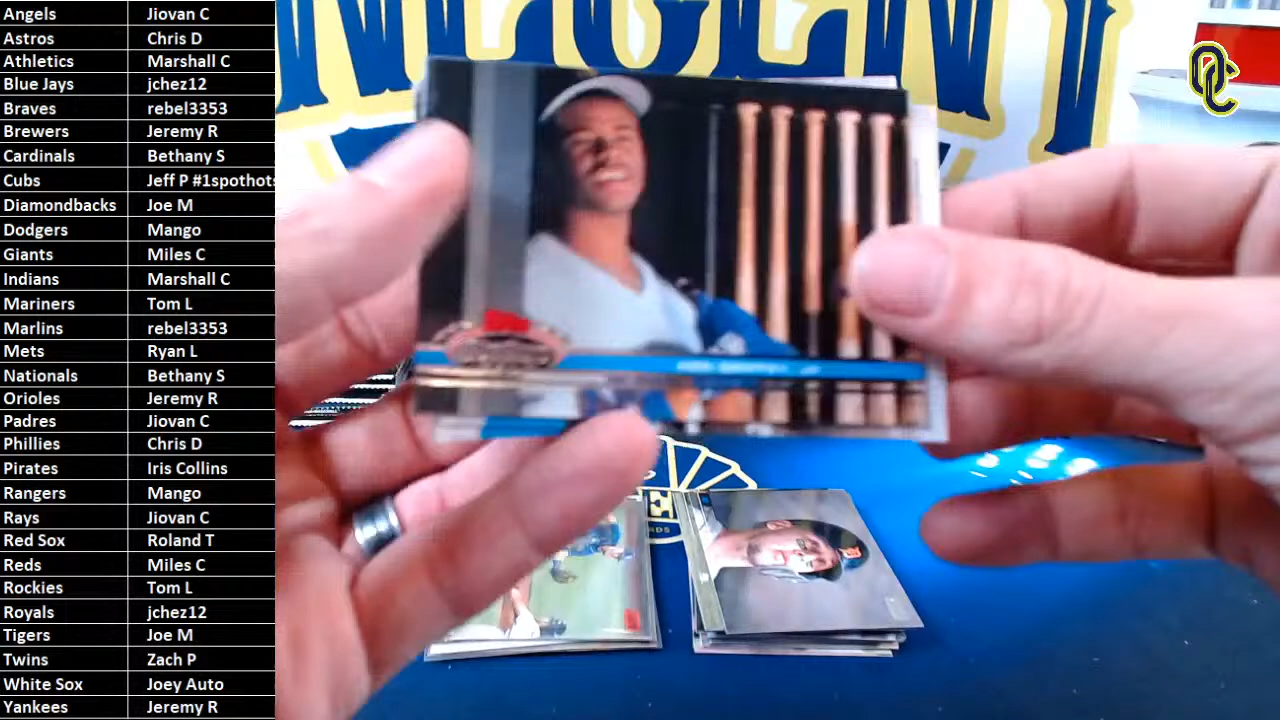 Angels Jiovan C
Astros Chris D
Athletics Marshall C
Blue Jays jchez12
Braves rebel3353
Brewers Jeremy R
Cardinals Bethany S
Cubs Jeff P #1spothots
Diamondbacks Joe M
Dodgers Mango
Giants Miles C
Indians Marshall C
Mariners Tom L
Marlins rebel3353
Mets Ryan L
Nationals Bethany S
Orioles Jeremy R
Padres Jiovan C
Phillies Chris D
Pirates Iris Collins
Rangers Mango
Rays Jiovan C
Red Sox Roland T
Reds Miles C
Rockies Tom L
Royals jchez12
Tigers Joe M
Twins Zach P
White Sox Joey Auto
Yankees Jeremy R
OC